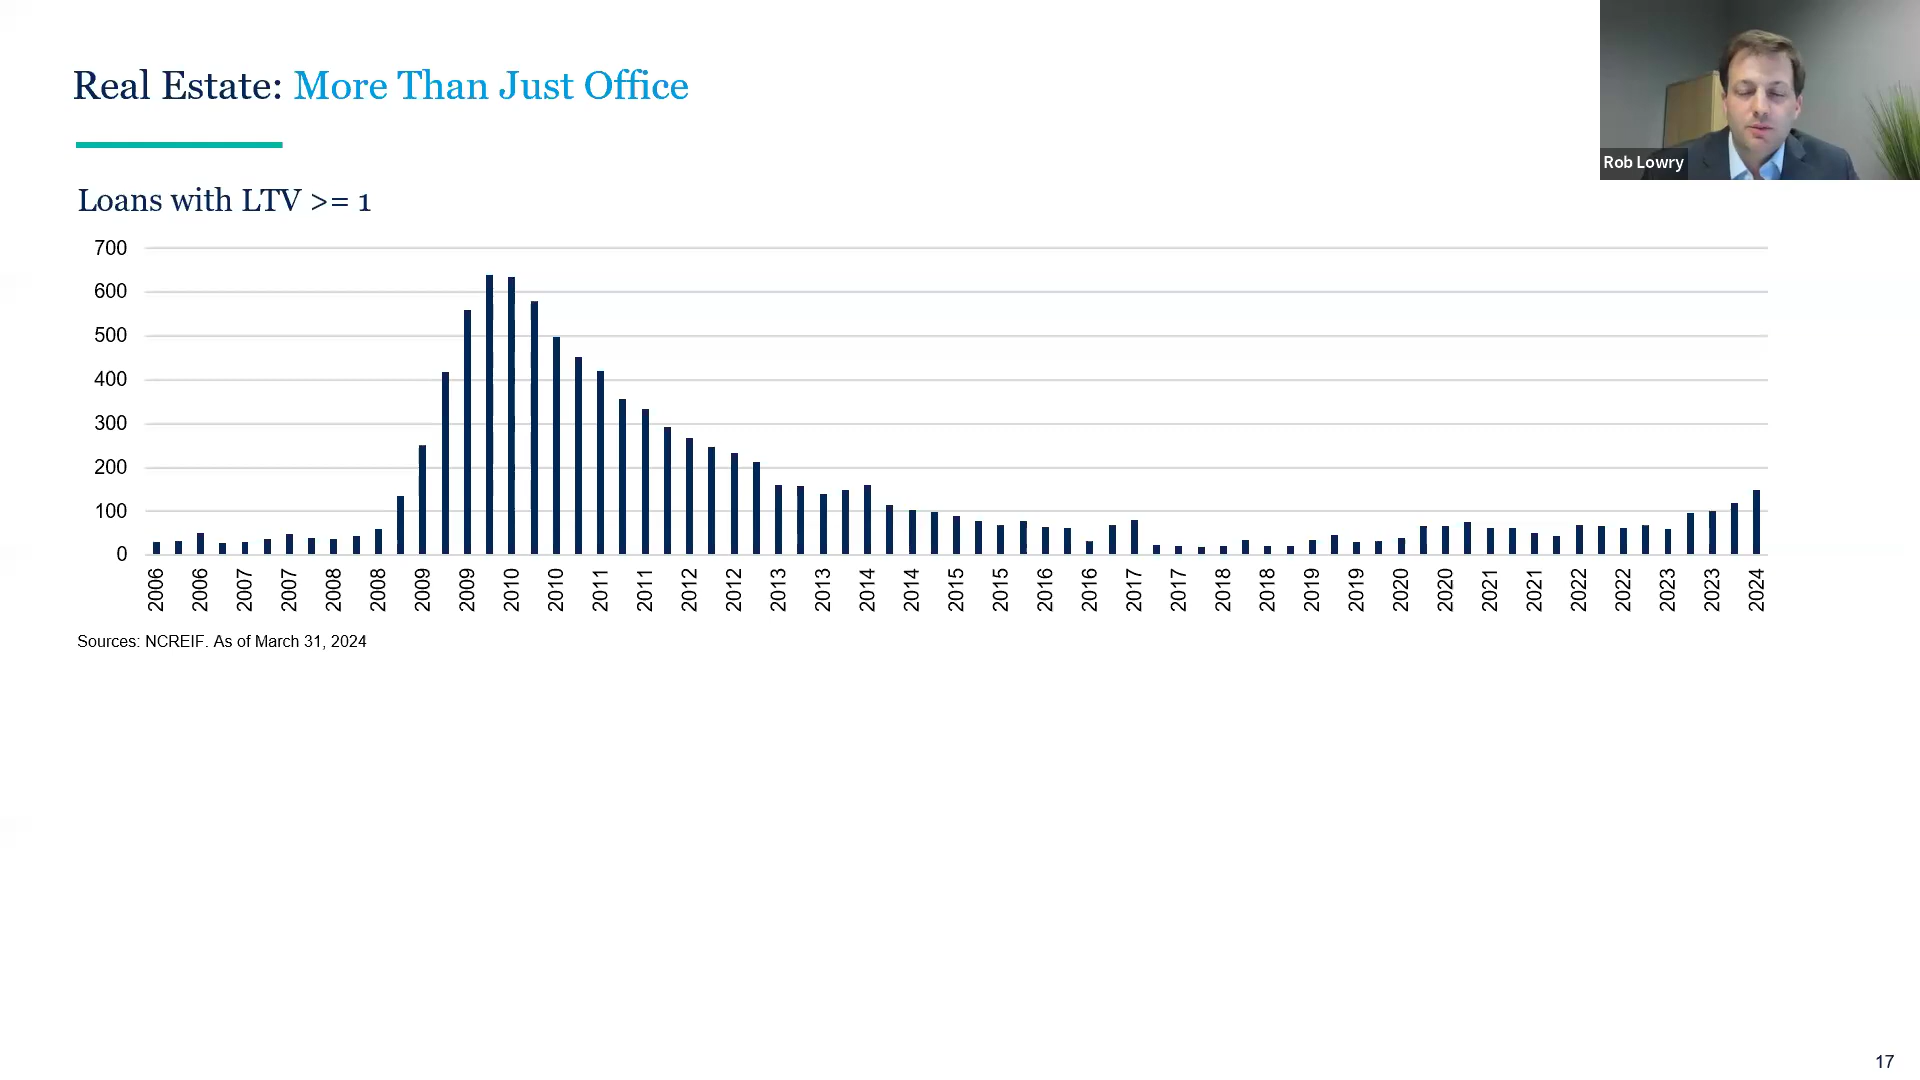 Real Estate: More Than Just Office
Rob Lowry
Loans with LTV >= 1
700
600
500
400
300
200
100
0
2006 2006 2007 2007 2008 2008 2009 2009 2010 2010 2011 2011 2012 2012 2013 2013 2014 2014 2015 2015 2016 2016 2017 2017 2018 2018 2019 2019 2020 2020 2021 2021 2022 2022 2023 2023 2024
Sources: NCREIF. As of March 31, 2024
17